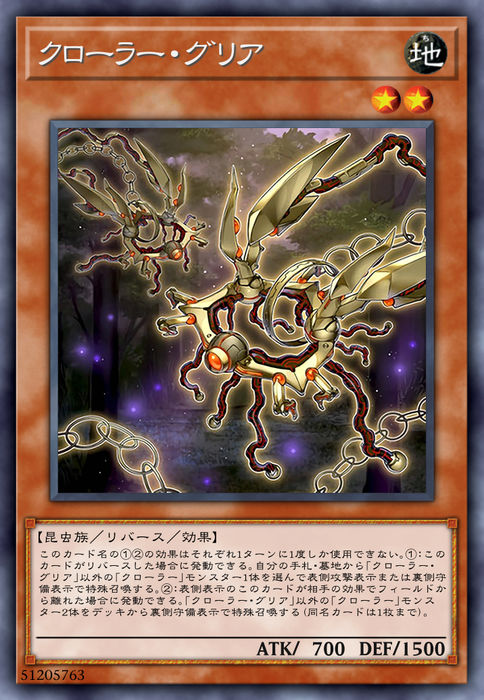 クローラー・グリア
ち
地
【昆虫族／リバース／効果】
このカード名の①②の効果はそれぞれ1ターンに1度しか使用できない。①：この
カードがリバースした場合に発動できる。自分の手札・墓地から「クローラー・
グリア」以外の「クローラー」モンスター1体を選んで表側攻撃表示または裏側守
備表示で特殊召喚する。②：表側表示のこのカードが相手の効果でフィールドか
ら離れた場合に発動できる。「クローラー・グリア」以外の「クローラー」モンス
ター2体をデッキから裏側守備表示で特殊召喚する（同名カードは1枚まで）。
ATK/ 700 DEF/1500
51205763